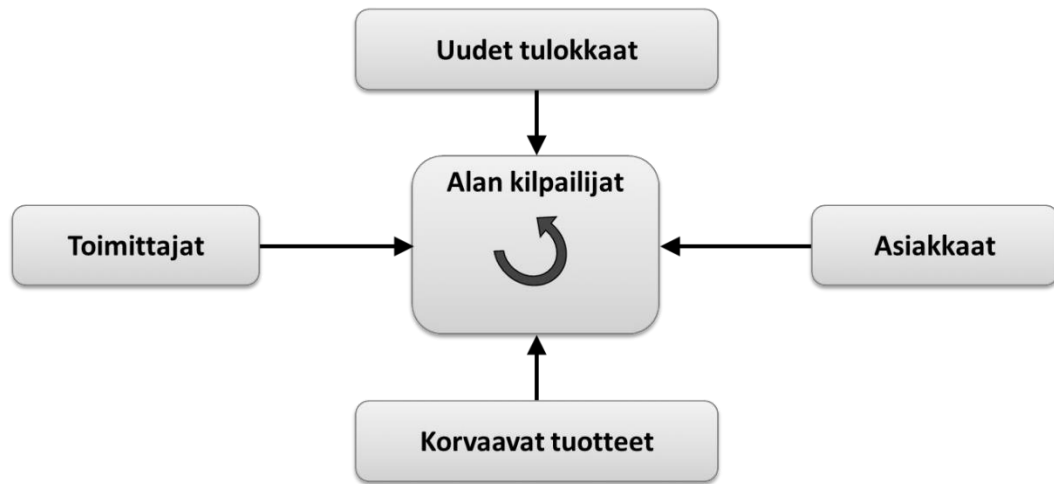 Uudet tulokkaat
Alan kilpailijat
Toimittajat
Asiakkaat
Korvaavat tuotteet